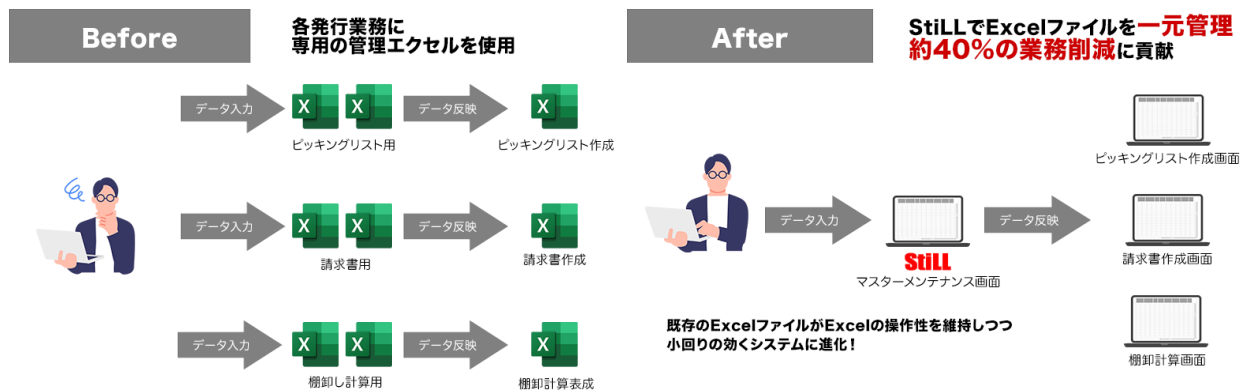 Before
各発行業務に
専用の管理エクセルを使用
データ入力
データ反映
ピッキングリスト用
ピッキングリスト作成
データ入力
データ反映
請求書用
請求書作成
データ入力
データ反映
棚卸し計算用
棚卸計算表成
After
StiLLでExcelファイルを一元管理
約40%の業務削減に貢献
データ入力
StiLL
マスターメンテナンス画面
データ反映
ピッキングリスト作成画面
請求書作成画面
棚卸計算画面
既存のExcelファイルがExcelの操作性を維持しつつ
小回りの効くシステムに進化！